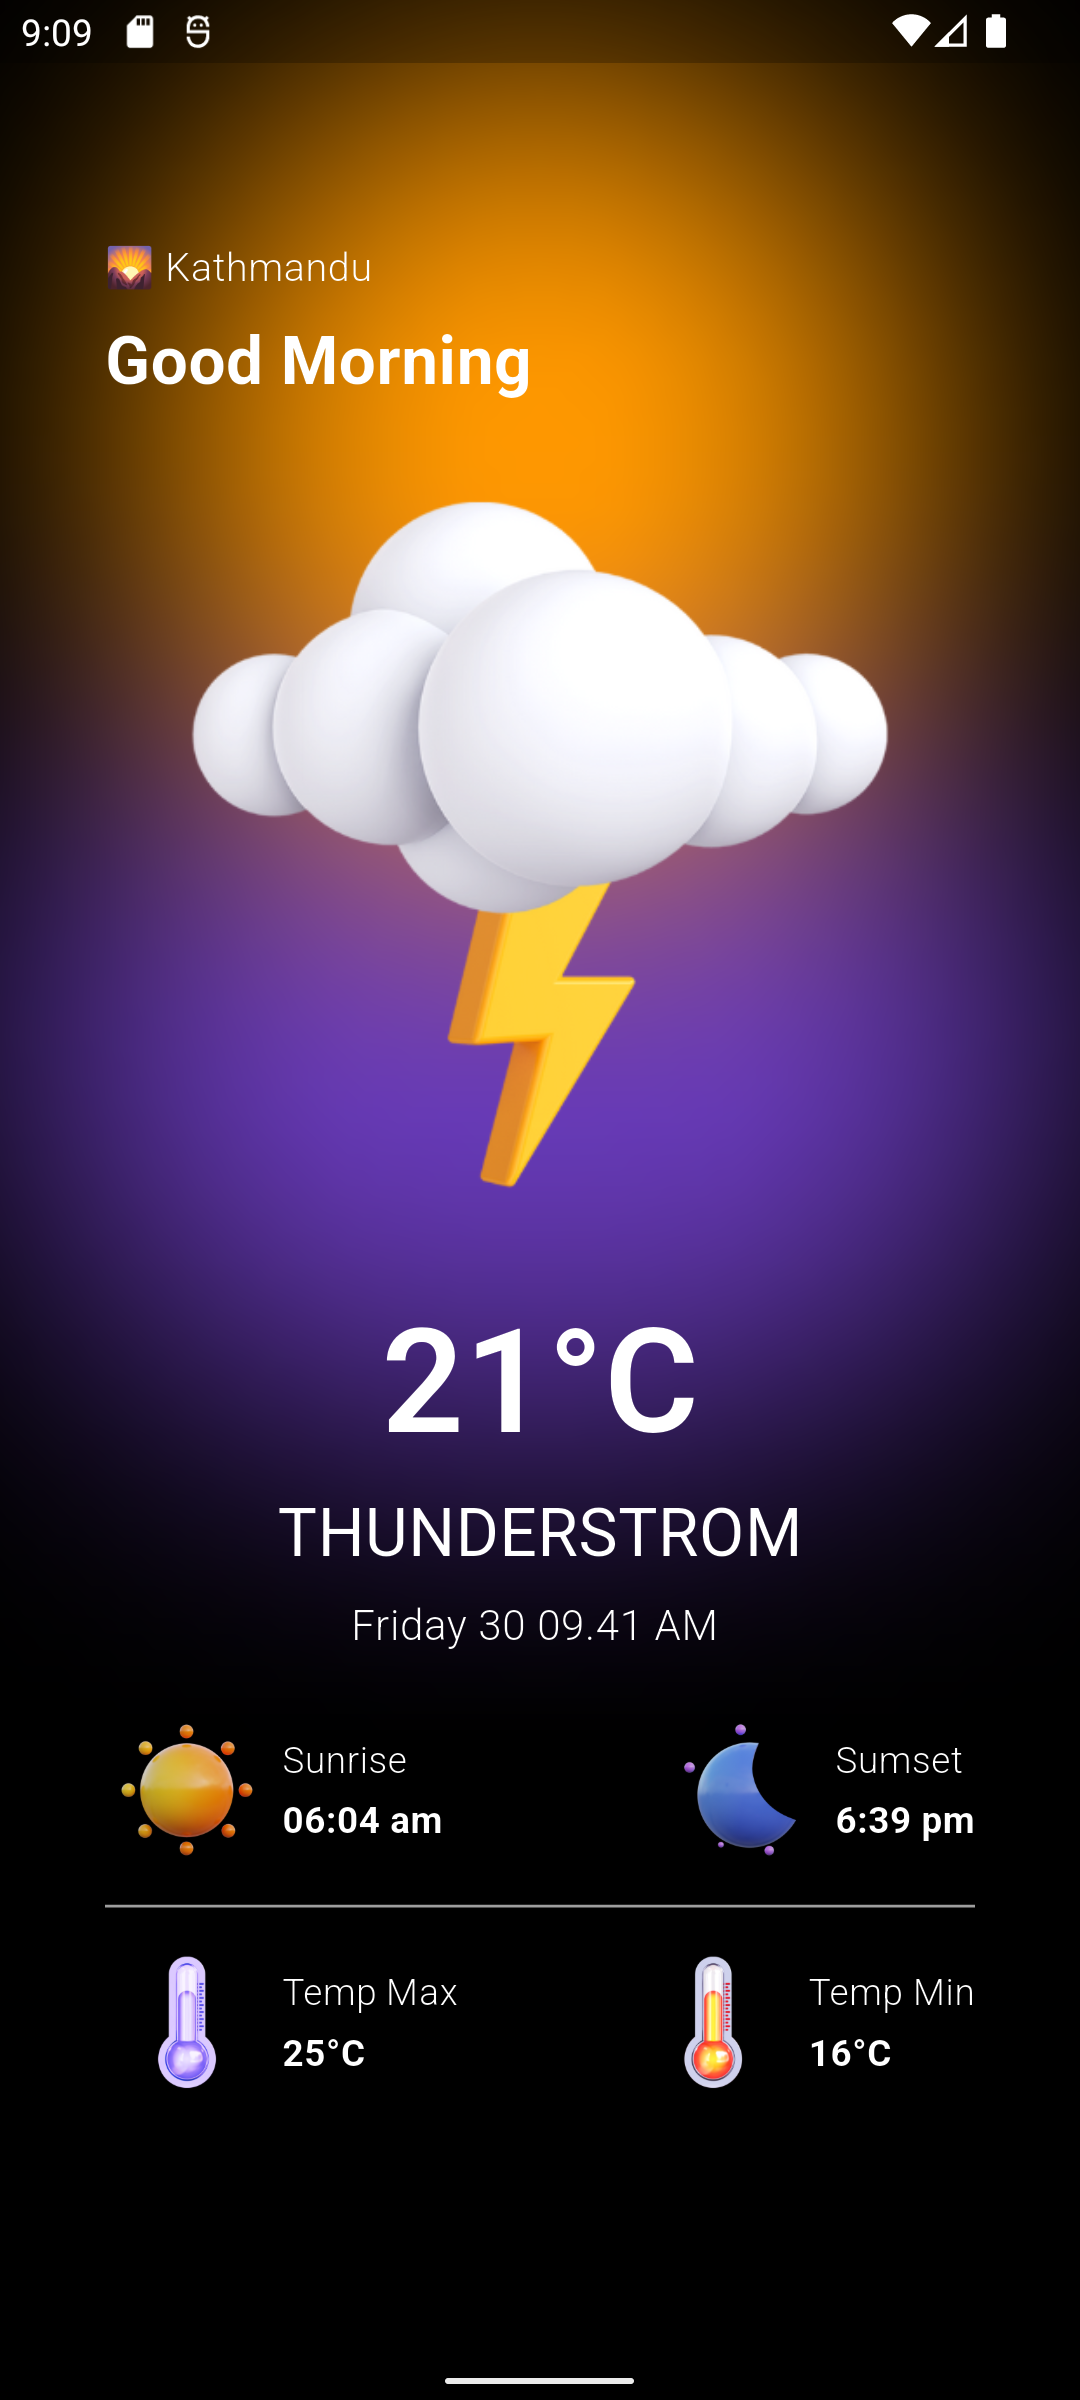 9:09
Kathmandu
Good Morning
21°C
THUNDERSTROM
Friday 30 09.41 AM
Sunrise
06:04 am
Sumset
6:39 pm
Temp Max
25°C
Temp Min
16°C